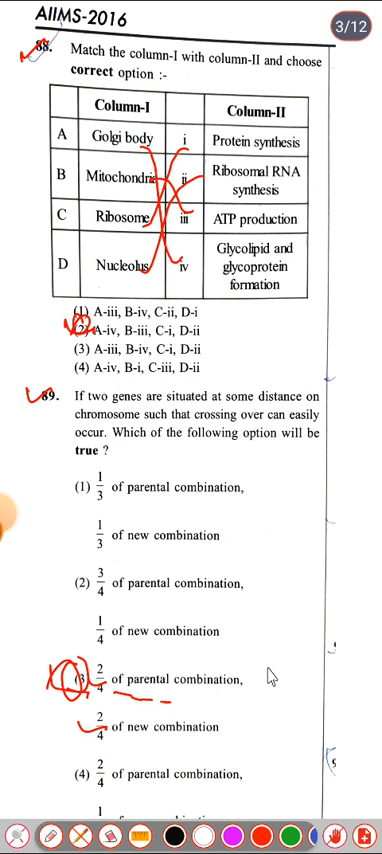 AIIMS-2016
3/12
88. Match the column-I with column-II and choose
correct option :-
Column-I Column-II
A Golgi body i Protein synthesis
B Mitochondria ii Ribosomal RNA
synthesis
C Ribosome iii ATP production
D Nucleolus iv Glycolipid and
glycoprotein
formation
(1) A-iii, B-iv, C-ii, D-i
(2) A-iv, B-iii, C-i, D-ii
(3) A-iii, B-iv, C-i, D-ii
(4) A-iv, B-i, C-iii, D-ii
89. If two genes are situated at some distance on
chromosome such that crossing over can easily
occur. Which of the following option will be
true ?
(1) 1/3 of parental combination,
1/3 of new combination
(2) 3/4 of parental combination,
1/4 of new combination
(3) 2/4 of parental combination,
2/4 of new combination
(4) 2/4 of parental combination,
1